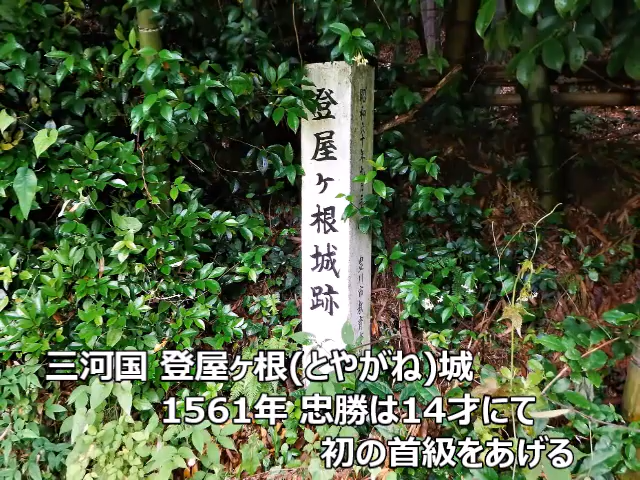 登屋ヶ根城跡
三河国 登屋ヶ根(とやがね)城
1561年 忠勝は14才にて
初の首級をあげる